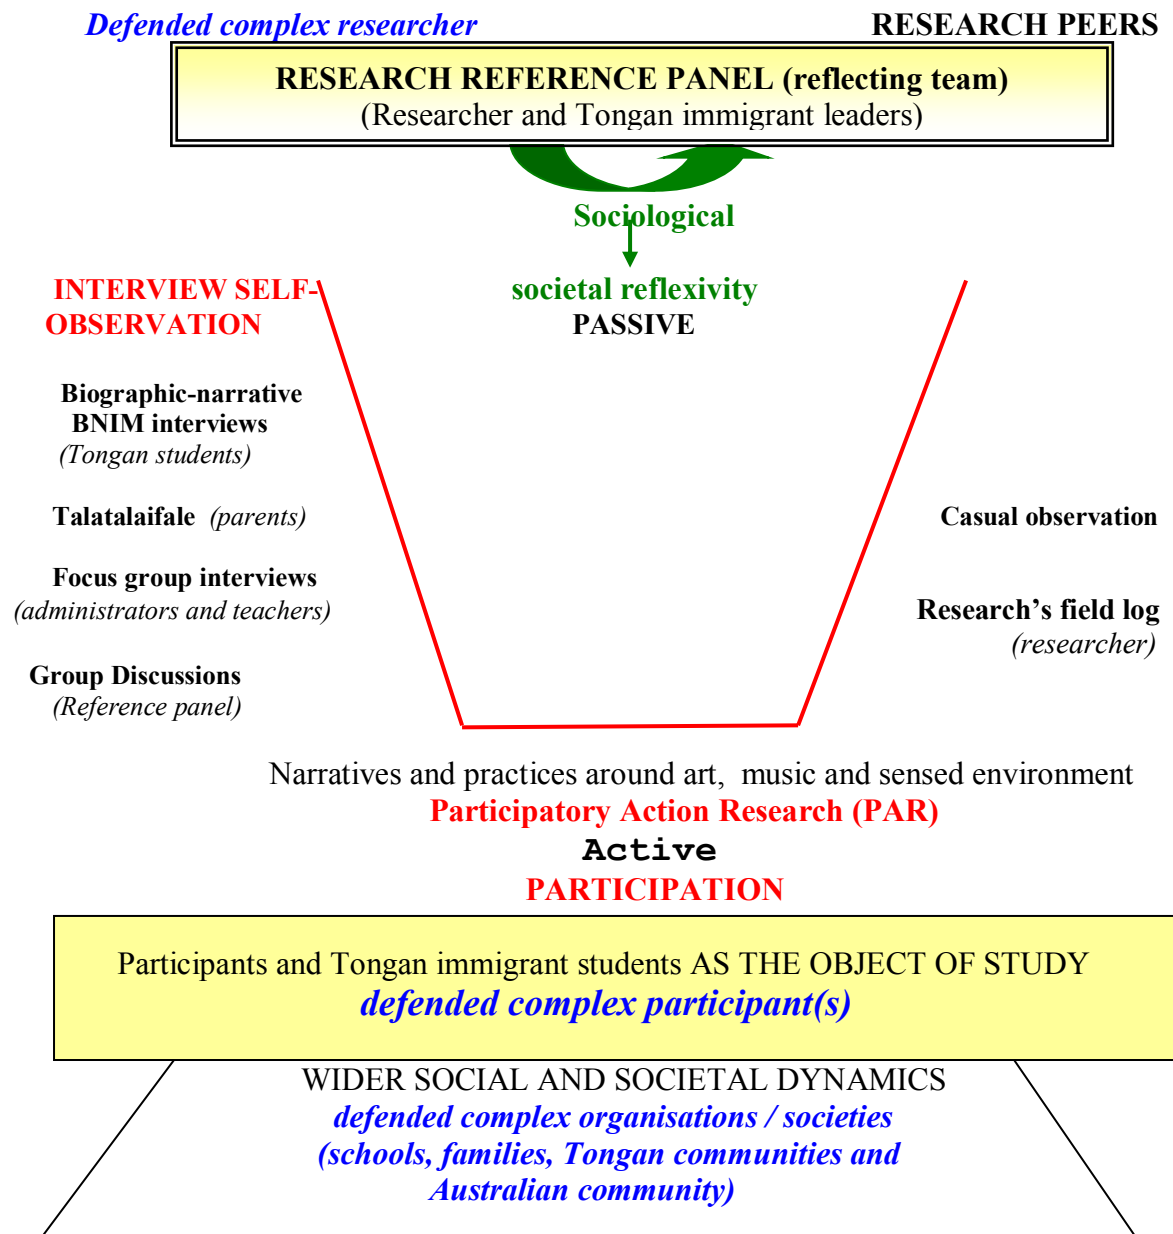 Defended complex researcher RESEARCH PEERS
RESEARCH REFERENCE PANEL (reflecting team)
(Researcher and Tongan immigrant leaders)
Sociological
societal reflexivity
PASSIVE
INTERVIEW SELF-
OBSERVATION
Biographic-narrative
BNIM interviews
(Tongan students)
Talatalaifale (parents)
Focus group interviews
(administrators and teachers)
Group Discussions
(Reference panel)
Casual observation
Research’s field log
(researcher)
Narratives and practices around art, music and sensed environment
Participatory Action Research (PAR)
Active
PARTICIPATION
Participants and Tongan immigrant students AS THE OBJECT OF STUDY
defended complex participant(s)
WIDER SOCIAL AND SOCIETAL DYNAMICS
defended complex organisations / societies
(schools, families, Tongan communities and
Australian community)